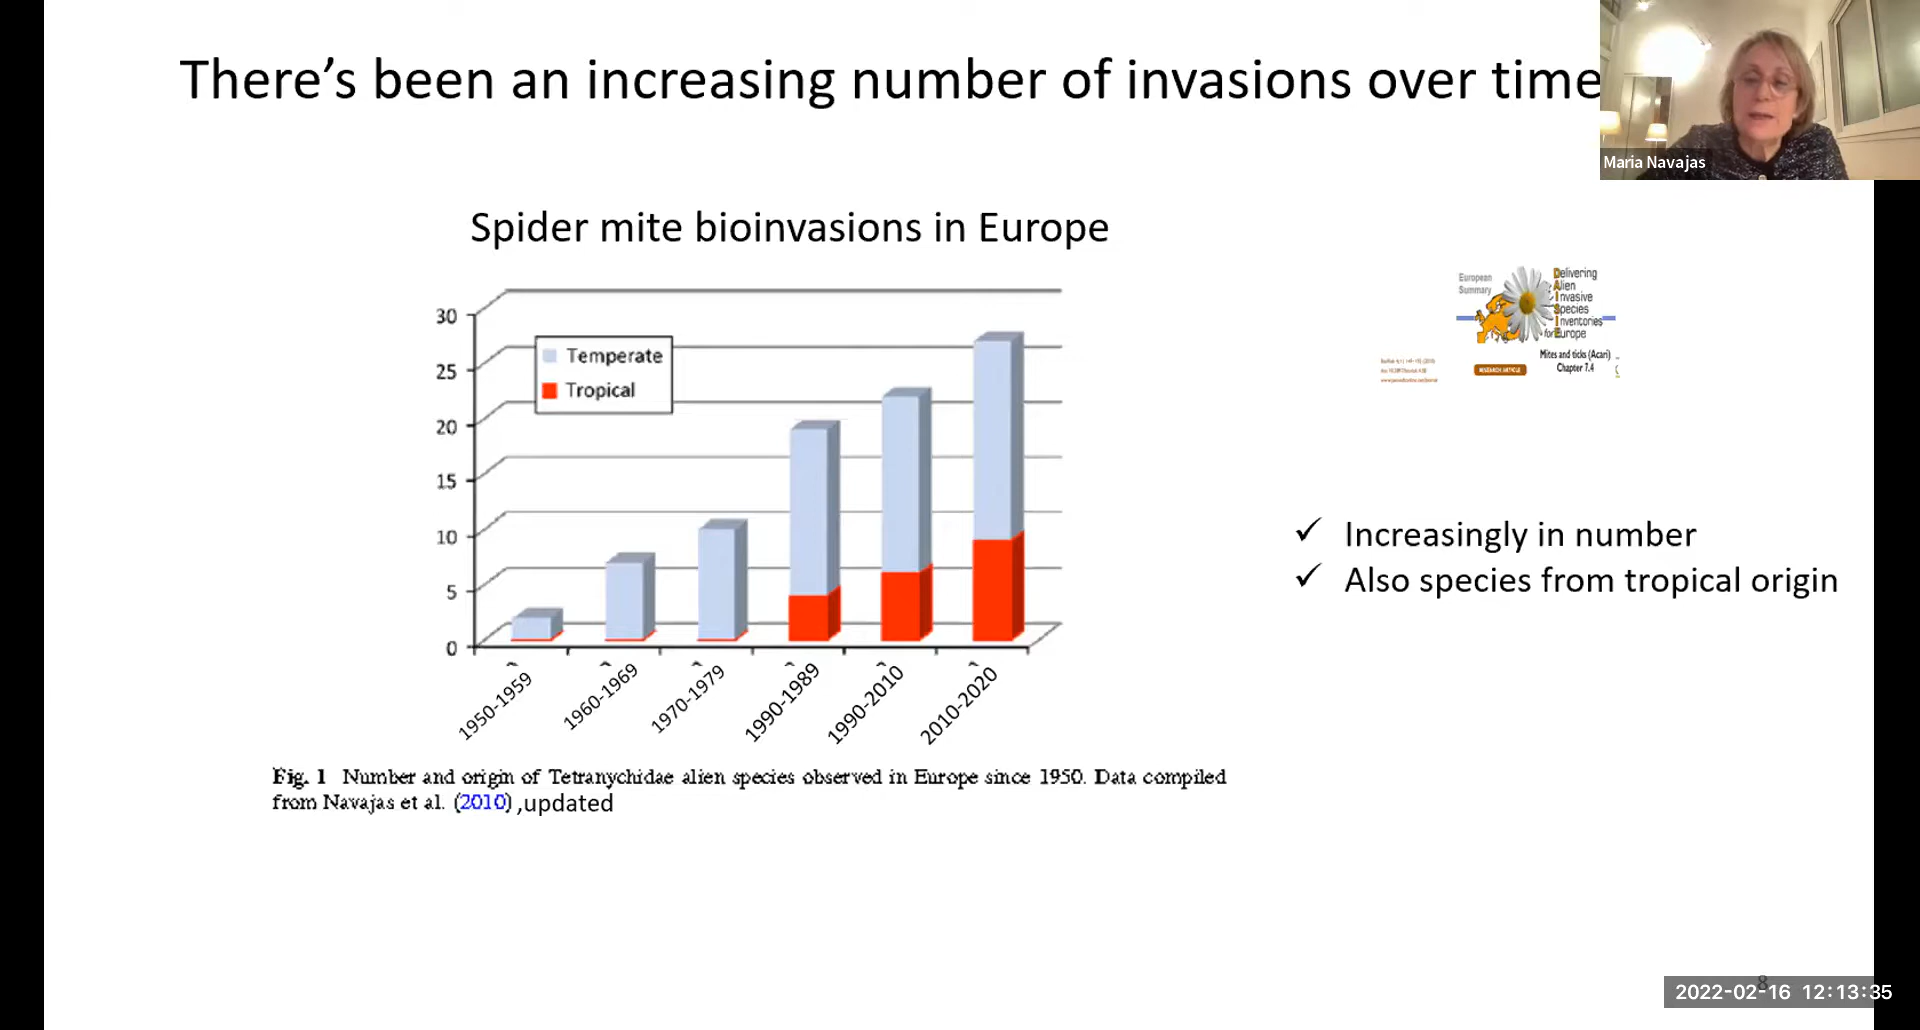 There's been an increasing number of invasions over time
Maria Navajas
Spider mite bioinvasions in Europe
30
25
20
15
10
5
0
Temperate
Tropical
1950-1959
1960-1969
1970-1979
1990-1989
1990-2010
2010-2020
Fig. 1 Number and origin of Tetranychidae alien species observed in Europe since 1950. Data compiled
from Navajas et al. (2010) ,updated
European
Summary
Delivering
Alien
Invasive
Species
Inventories
for Europe
Mites and ticks (Acari)
Chapter 7.4
RESEARCH ARTICLE
✓ Increasingly in number
✓ Also species from tropical origin
8
2022-02-16 12:13:35